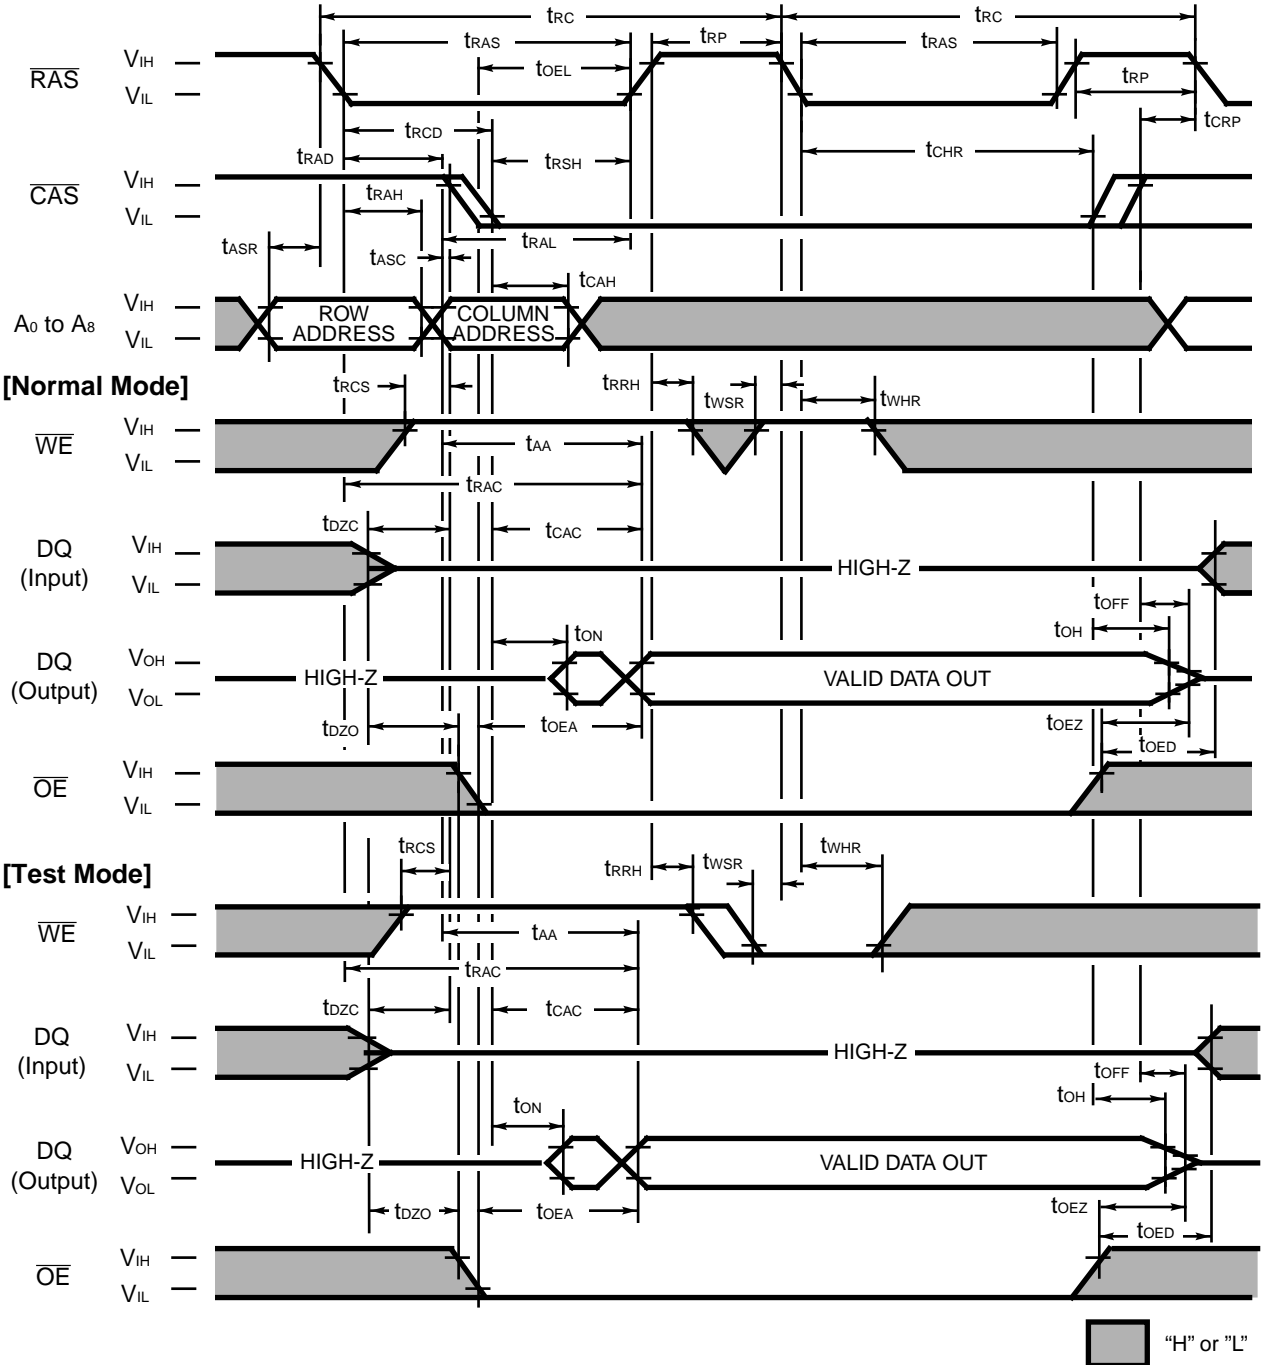 tRC tRC
tRAS tRP tRAS
RAS VIH tOEL tRP
VIL
tRCD tCRP
tRAD tRSH tCHR
CAS VIH
tRAH
VIL
tASR tRAL
tASC
tCAH
A0 to A8 VIH ROW ADDRESS COLUMN ADDRESS
VIL
[Normal Mode] tRCS tRRH tWSR tWHR
WE VIH
VIL tAA
tRAC
tDZC tCAC
DQ (Input) VIH
VIL HIGH-Z
tOFF
tON tOH
DQ (Output) VOH
VOL HIGH-Z VALID DATA OUT
tDZO tOEA tOEZ
tOED
OE VIH
VIL
tRCS tRRH tWSR tWHR
[Test Mode]
WE VIH
VIL tAA
tRAC
tDZC tCAC
DQ (Input) VIH
VIL HIGH-Z
tOFF
tON tOH
DQ (Output) VOH
VOL HIGH-Z VALID DATA OUT
tDZO tOEA tOEZ
tOED
OE VIH
VIL
“H” or ”L”